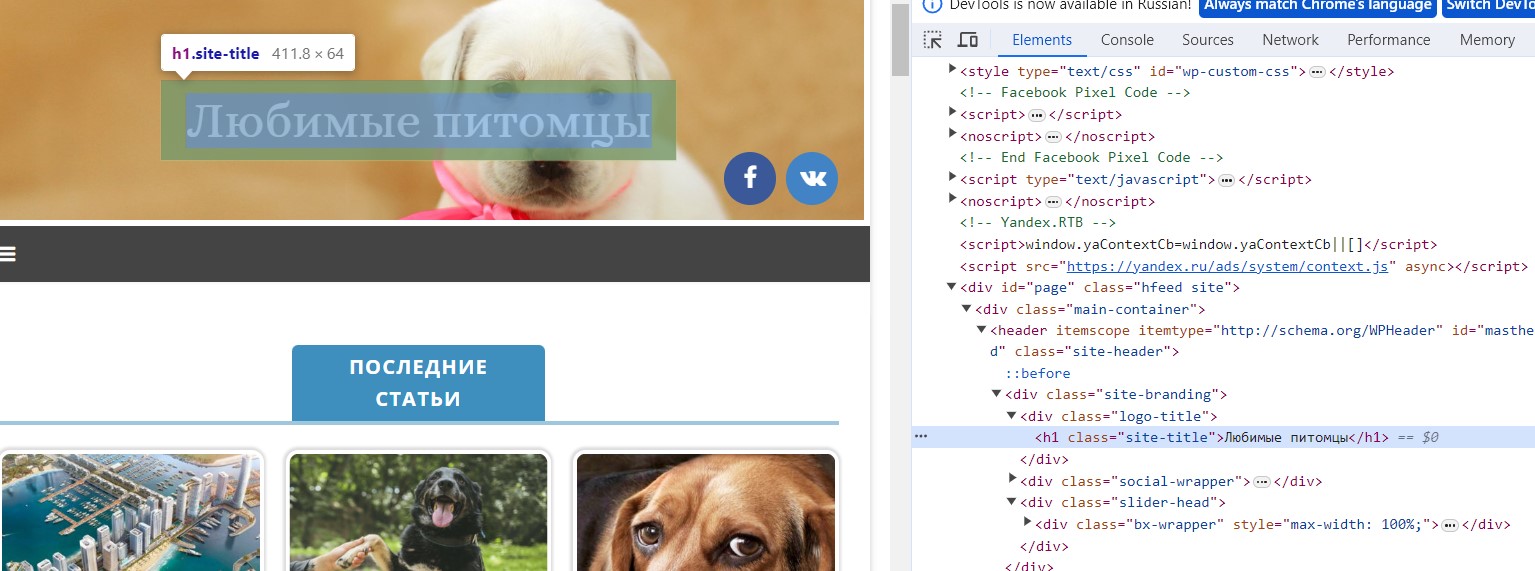 DevTools is now available in Russian! Always match Chrome's language Switch DevTo
h1.site-title 411.8 × 64
Любимые питомцы
ПОСЛЕДНИЕ
СТАТЬИ
Elements Console Sources Network Performance Memory
<style type="text/css" id="wp-custom-css"> </style>
<!-- Facebook Pixel Code -->
<script> </script>
<noscript> </noscript>
<!-- End Facebook Pixel Code -->
<script type="text/javascript"> </script>
<noscript> </noscript>
<!-- Yandex.RTB -->
<script>window.yaContextCb=window.yaContextCb||[]</script>
<script src="https://yandex.ru/ads/system/context.js" async></script>
<div id="page" class="hfeed site">
<div class="main-container">
<header itemscope itemtype="http://schema.org/WPHeader" id="masthe
d" class="site-header">
::before
<div class="site-branding">
<div class="logo-title">
<h1 class="site-title">Любимые питомцы</h1> == $0
</div>
<div class="social-wrapper"> </div>
<div class="slider-head">
<div class="bx-wrapper" style="max-width: 100%;"> </div>
</div>
</div>